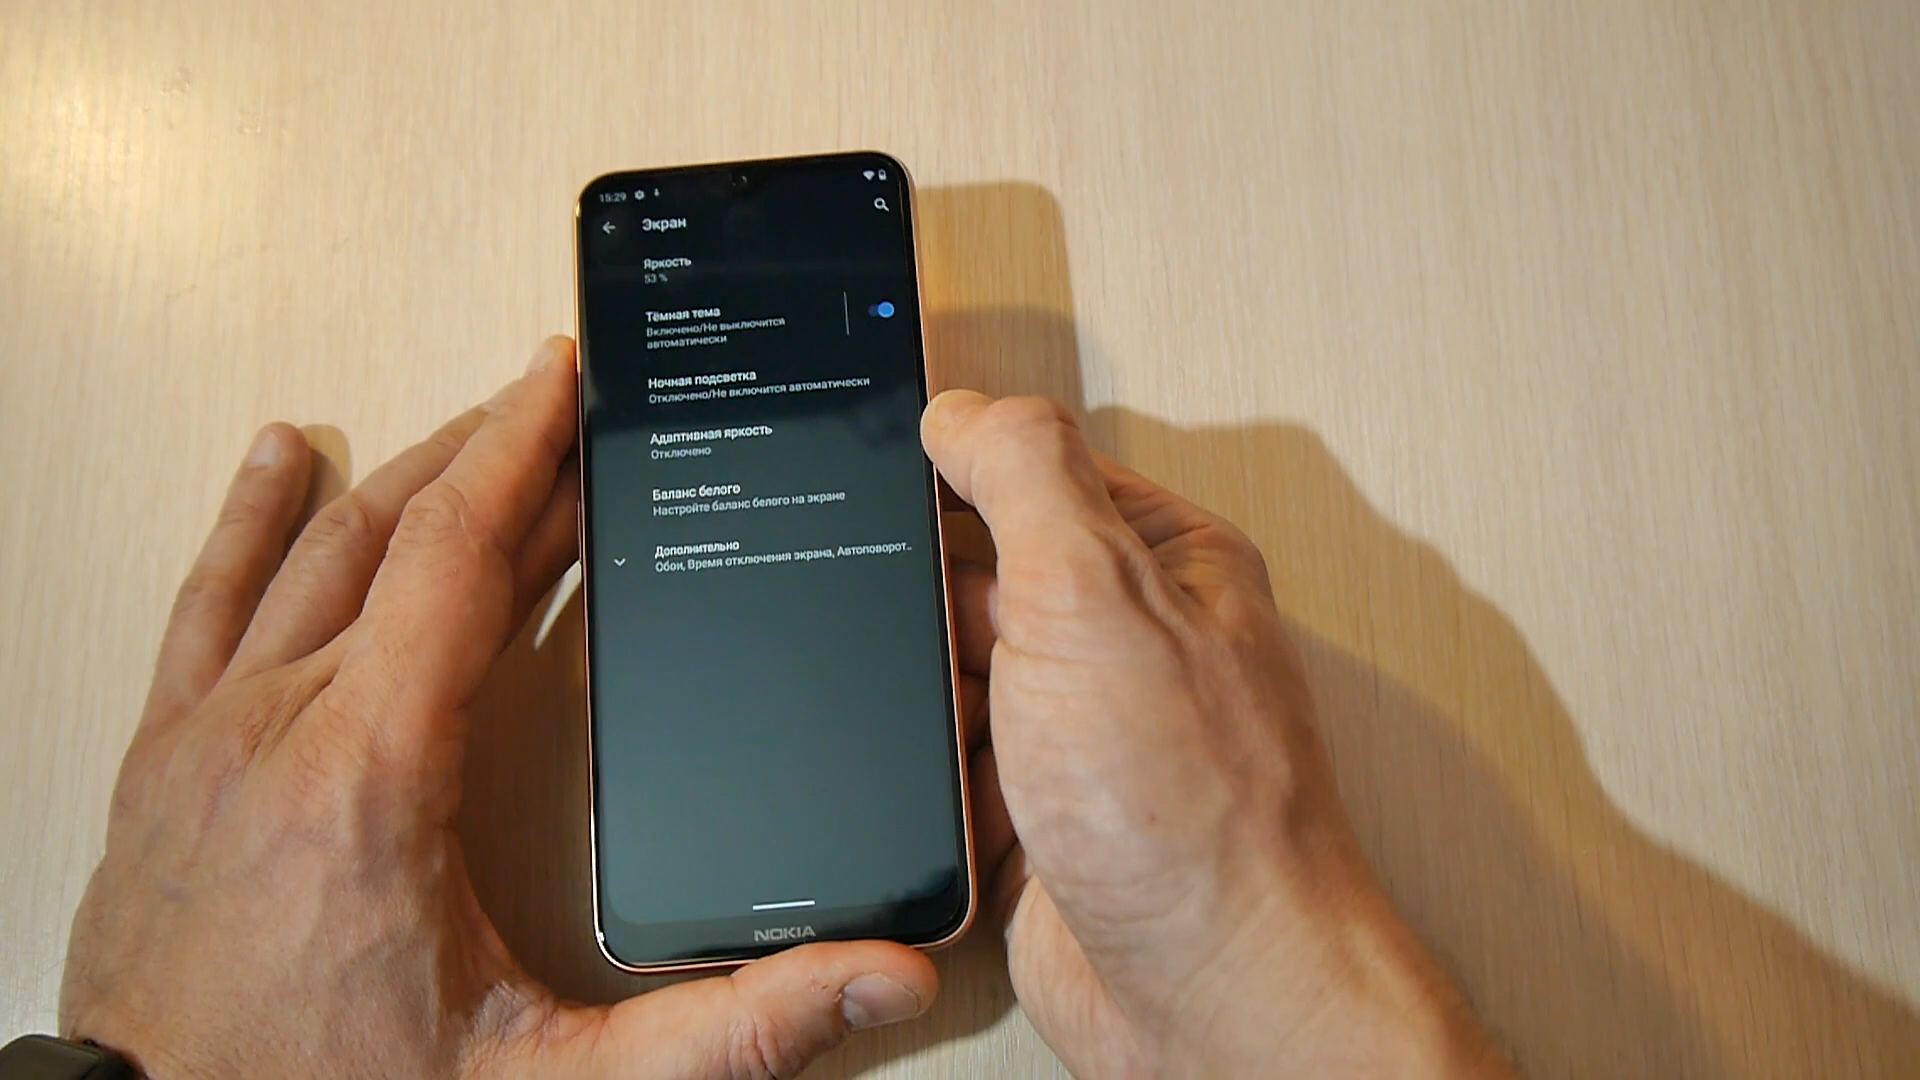 15:29
Экран
Яркость
53 %
Тёмная тема
Включено/Не выключится
автоматически
Ночная подсветка
Отключено/Не включится автоматически
Адаптивная яркость
Отключено
Баланс белого
Настройте баланс белого на экране
Дополнительно
Обои, Время отключения экрана, Автоповорот..
NOKIA